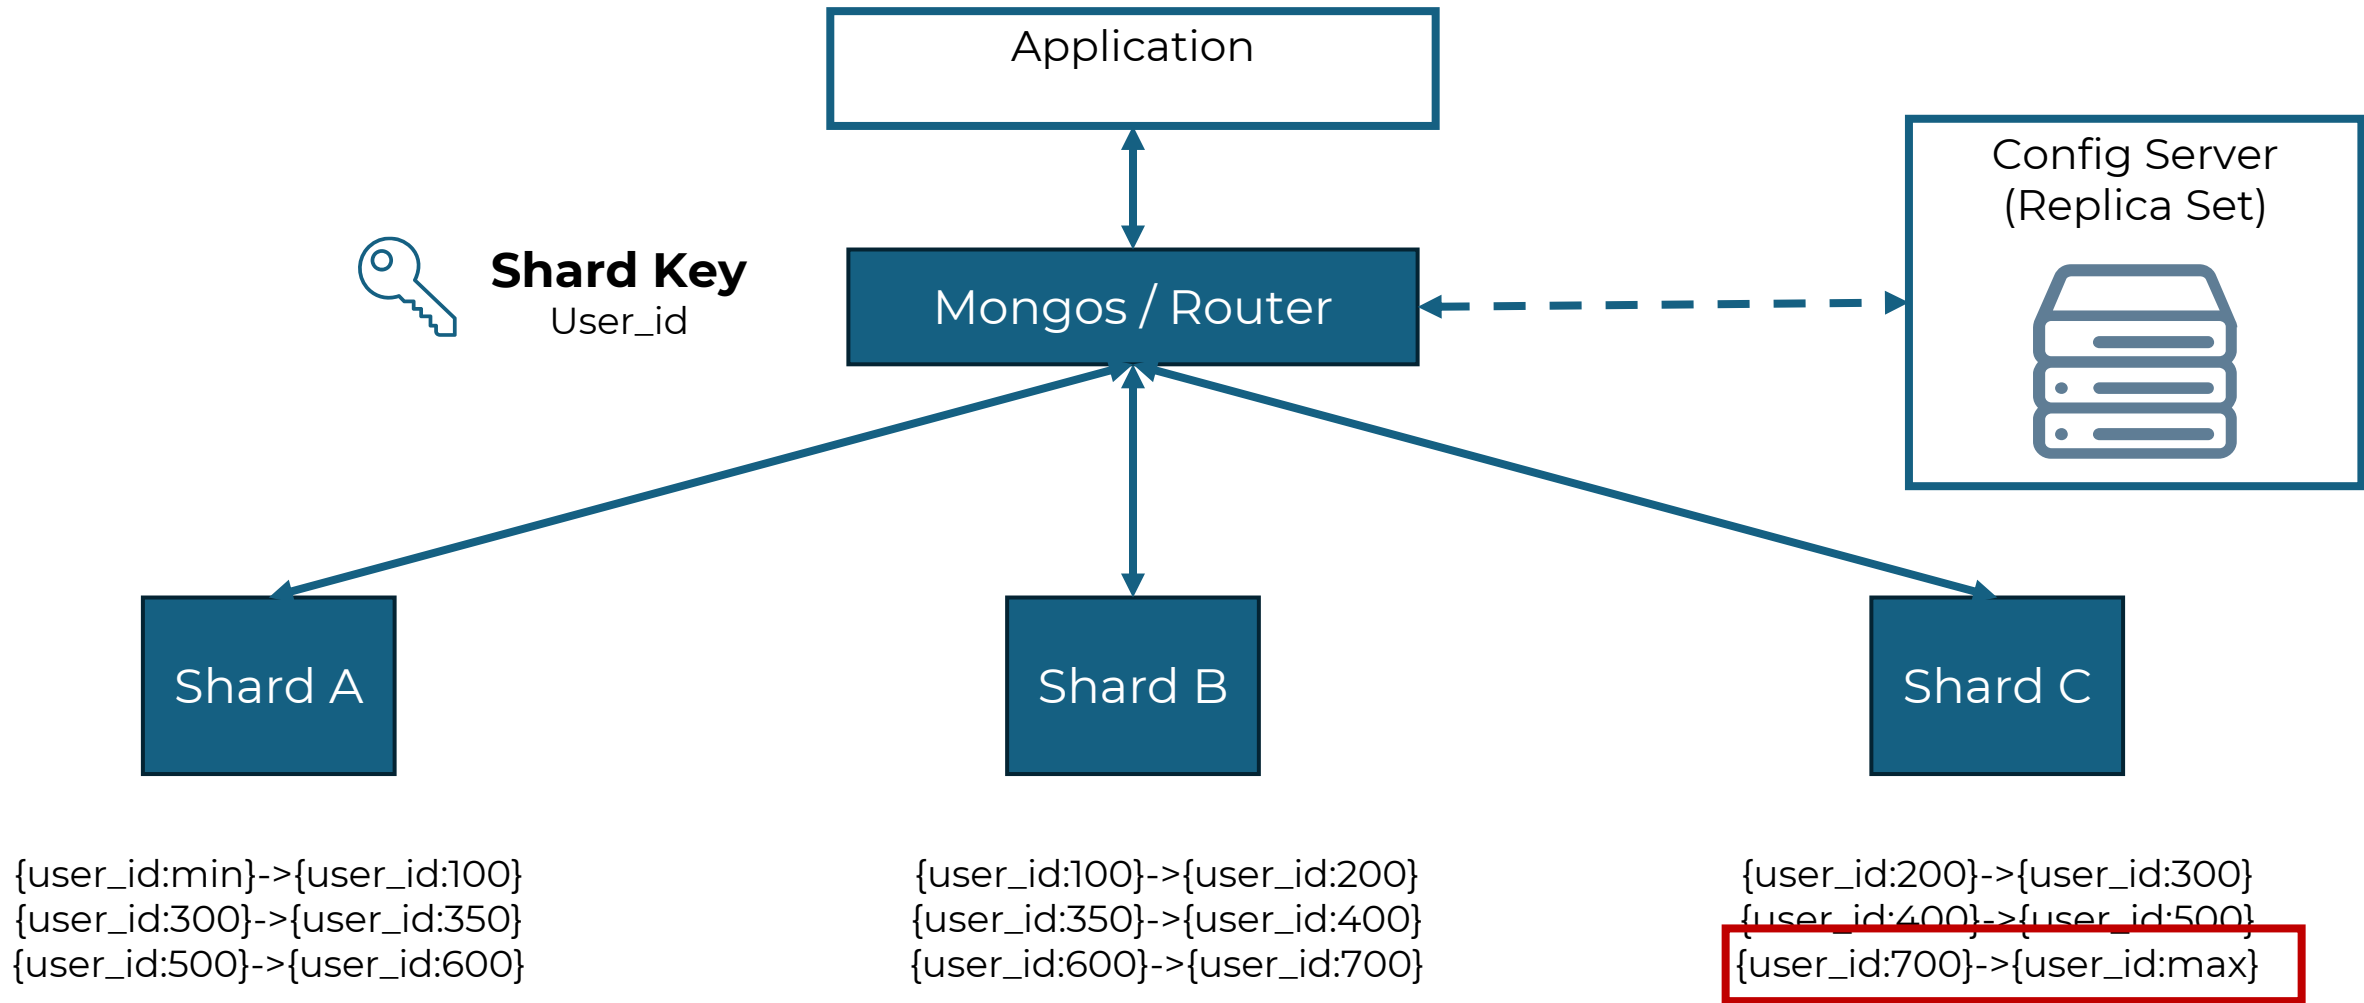 Application
Config Server
(Replica Set)
Shard Key
User_id
Mongos / Router
Shard A
Shard B
Shard C
{user_id:min}->{user_id:100}
{user_id:300}->{user_id:350}
{user_id:500}->{user_id:600}
{user_id:100}->{user_id:200}
{user_id:350}->{user_id:400}
{user_id:600}->{user_id:700}
{user_id:200}->{user_id:300}
{user_id:400}->{user_id:500}
{user_id:700}->{user_id:max}